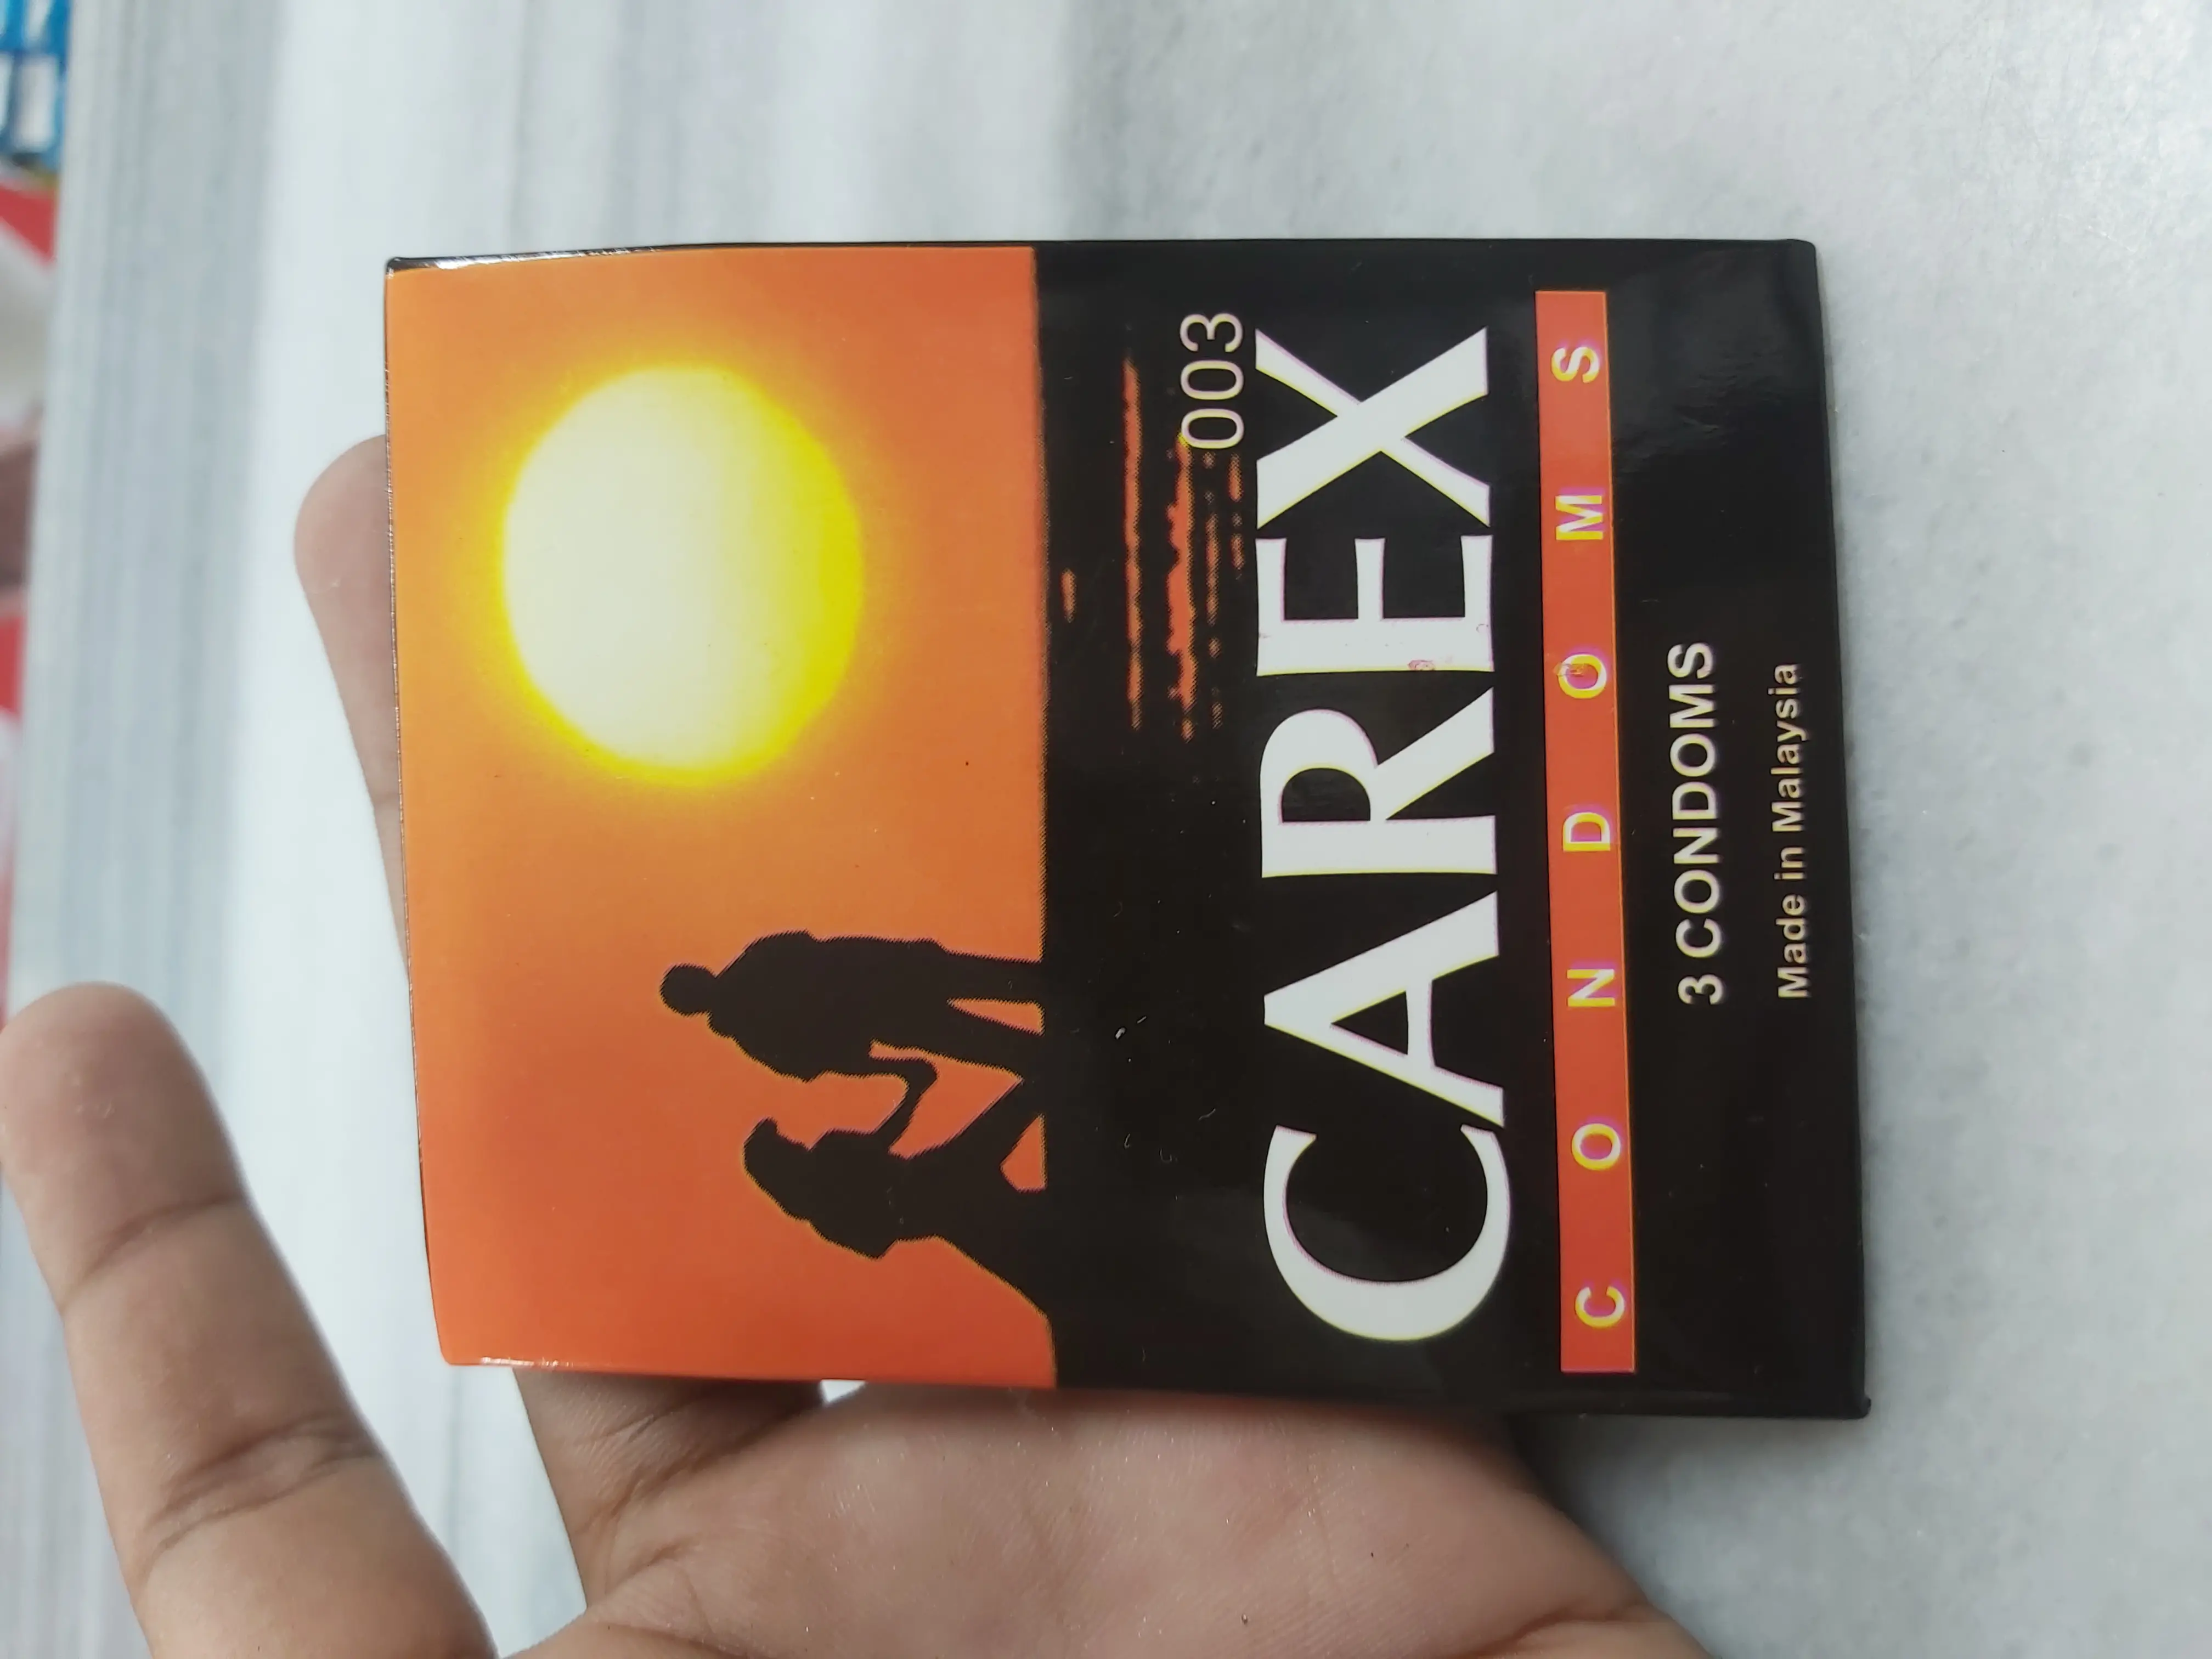 003
CAREX
CONDOMS
3 CONDOMS
Made in Malaysia